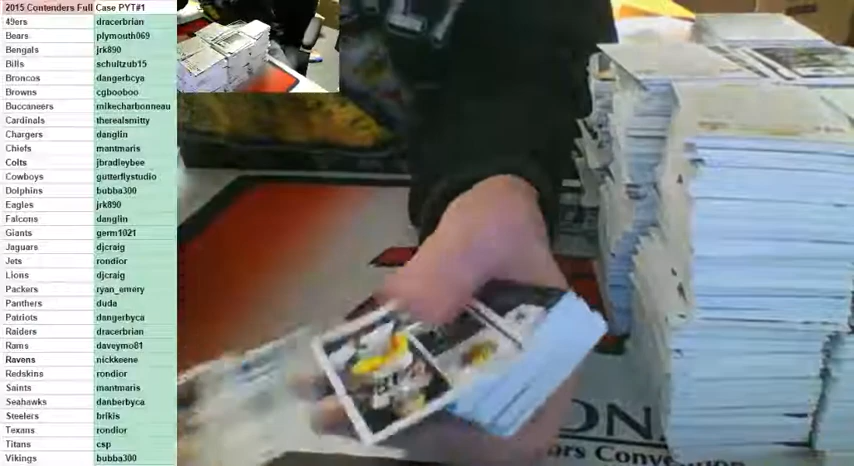 2015 Contenders Full Case PYT#1
49ers dracerbrian
Bears plymouth069
Bengals jrk890
Bills schultzub15
Broncos dangerbcya
Browns cgbooboo
Buccaneers mikecharbonneau
Cardinals therealsmitty
Chargers danglin
Chiefs mantmaris
Colts jbradleybee
Cowboys gutterflystudio
Dolphins bubba300
Eagles jrk890
Falcons danglin
Giants germ1021
Jaguars djcraig
Jets rondior
Lions djcraig
Packers ryan_emery
Panthers duda
Patriots dangerbyca
Raiders dracerbrian
Rams daveymo81
Ravens nickkeene
Redskins rondior
Saints mantmaris
Seahawks danberbyca
Steelers brikis
Texans rondior
Titans csp
Vikings bubba300
ON
ors Conve